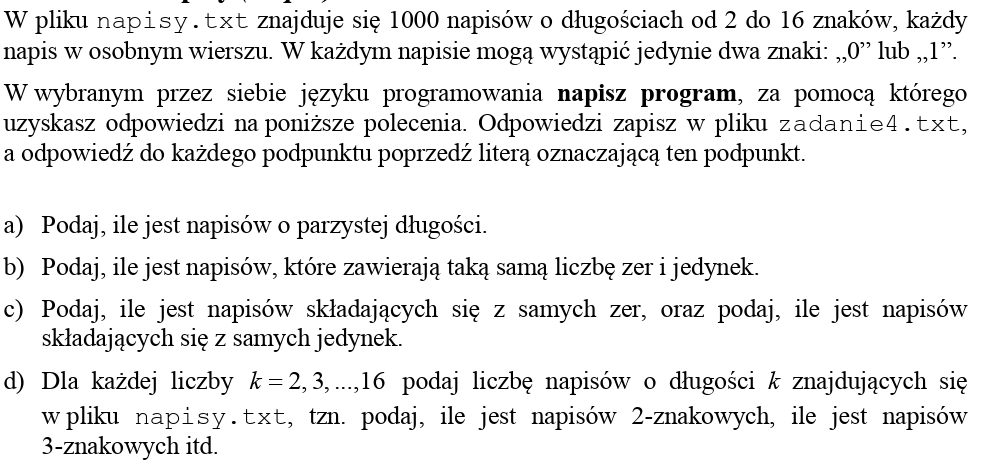 W pliku napisy.txt znajduje się 1000 napisów o długościach od 2 do 16 znaków, każdy
napis w osobnym wierszu. W każdym napisie mogą wystąpić jedynie dwa znaki: „0” lub „1”.
W wybranym przez siebie języku programowania napisz program, za pomocą którego
uzyskasz odpowiedzi na poniższe polecenia. Odpowiedzi zapisz w pliku zadanie4.txt,
a odpowiedź do każdego podpunktu poprzedź literą oznaczającą ten podpunkt.
a) Podaj, ile jest napisów o parzystej długości.
b) Podaj, ile jest napisów, które zawierają taką samą liczbę zer i jedynek.
c) Podaj, ile jest napisów składających się z samych zer, oraz podaj, ile jest napisów
składających się z samych jedynek.
d) Dla każdej liczby k = 2, 3, ...,16 podaj liczbę napisów o długości k znajdujących się
w pliku napisy.txt, tzn. podaj, ile jest napisów 2-znakowych, ile jest napisów
3-znakowych itd.